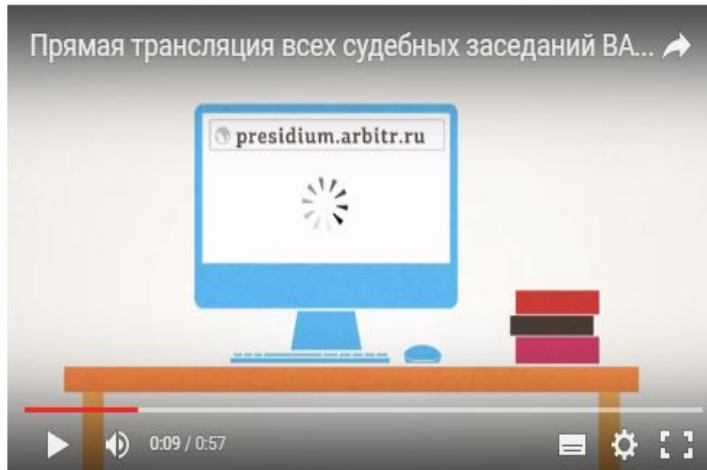 Прямая трансляция всех судебных заседаний ВА...
presidium.arbitr.ru
0:09 / 0:57